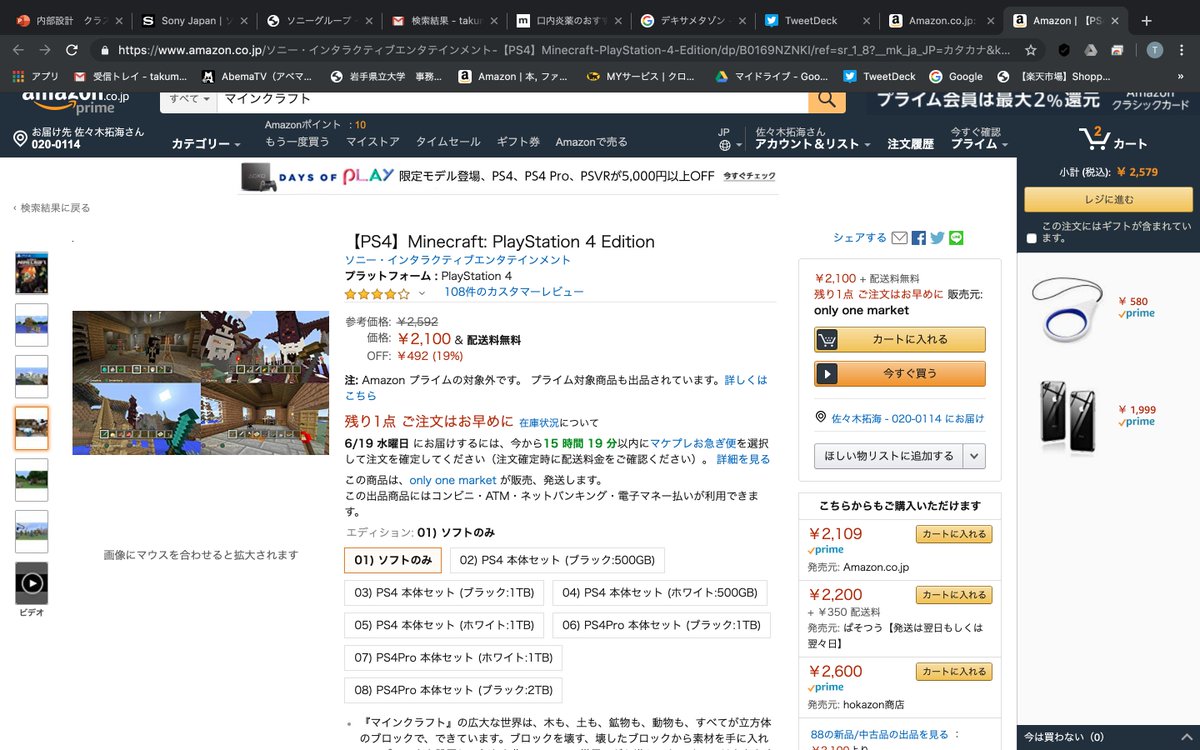 内部設計 クラ
Sony Japan | ソ
ソニーグループ -
検索結果 - takum
口内炎薬のおす
デキサメタゾン -
TweetDeck
Amazon.co.jp:
Amazon | 【PS
https://www.amazon.co.jp/ソニー・インタラクティブエンタテインメント-【PS4】Minecraft-PlayStation-4-Edition/dp/B0169NZNKI/ref=sr_1_8?__mk_ja_JP=カタカナ&k...
アプリ 受信トレイ - takum... AbemaTV（アベマ... 岩手県立大学 事務... Amazon | 本, ファ... MYサービス | クロ... マイドライブ - Goo... TweetDeck Google 【楽天市場】Shopp... »
amazon.co.jp
prime
すべて
マインクラフト
プライム会員は最大2%還元
Amazon
クラシックカード
お届け先 佐々木拓海さん
020-0114
カテゴリー
Amazonポイント ：10
もう一度買う マイストア タイムセール ギフト券 Amazonで売る
JP
佐々木拓海さん
アカウント＆リスト
注文履歴
今すぐ確認
プライム
2
カート
DAYS OF PLAY 限定モデル登場、PS4、PS4 Pro、PSVRが5,000円以上OFF 今すぐチェック
小計 (税込): ￥ 2,579
レジに進む
この注文にはギフトが含まれています。
‹ 検索結果に戻る
【PS4】Minecraft: PlayStation 4 Edition
ソニー・インタラクティブエンタテインメント
プラットフォーム : PlayStation 4
108件のカスタマーレビュー
参考価格: ￥2,592
価格: ￥2,100 & 配送料無料
OFF: ￥492 (19%)
注: Amazon プライムの対象外です。 プライム対象商品も出品されています。詳しくは
こちら
残り1点 ご注文はお早めに 在庫状況について
6/19 水曜日 にお届けするには、今から15 時間 19 分以内にマケプレお急ぎ便を選択
して注文を確定してください（注文確定時に配送料金をご確認ください）。 詳細を見る
この商品は、only one market が販売、発送します。
この出品商品にはコンビニ・ATM・ネットバンキング・電子マネー払いが利用できま
す。
エディション: 01) ソフトのみ
01) ソフトのみ
02) PS4 本体セット (ブラック:500GB)
03) PS4 本体セット (ブラック:1TB)
04) PS4 本体セット (ホワイト:500GB)
05) PS4 本体セット (ホワイト:1TB)
06) PS4Pro 本体セット (ブラック:1TB)
07) PS4Pro 本体セット (ホワイト:1TB)
08) PS4Pro 本体セット (ブラック:2TB)
『マインクラフト』の広大な世界は、木も、土も、鉱物も、動物も、すべてが立方体
のブロックで、できています。ブロックを壊す、壊したブロックから素材を手に入れ
画像にマウスを合わせると拡大されます
ビデオ
シェアする
￥2,100 + 配送料無料
残り1点 ご注文はお早めに 販売元:
only one market
カートに入れる
今すぐ買う
佐々木拓海 - 020-0114 にお届け
ほしい物リストに追加する
こちらからもご購入いただけます
￥2,109
カートに入れる
prime
発売元: Amazon.co.jp
￥2,200
カートに入れる
+ ￥350 配送料
発売元: ぱそつう【発送は翌日もしくは
翌々日】
￥2,600
カートに入れる
prime
発売元: hokazon商店
88の新品/中古品の出品を見る ：
￥2,100より
￥ 580
prime
￥ 1,999
prime
今は買わない（0）